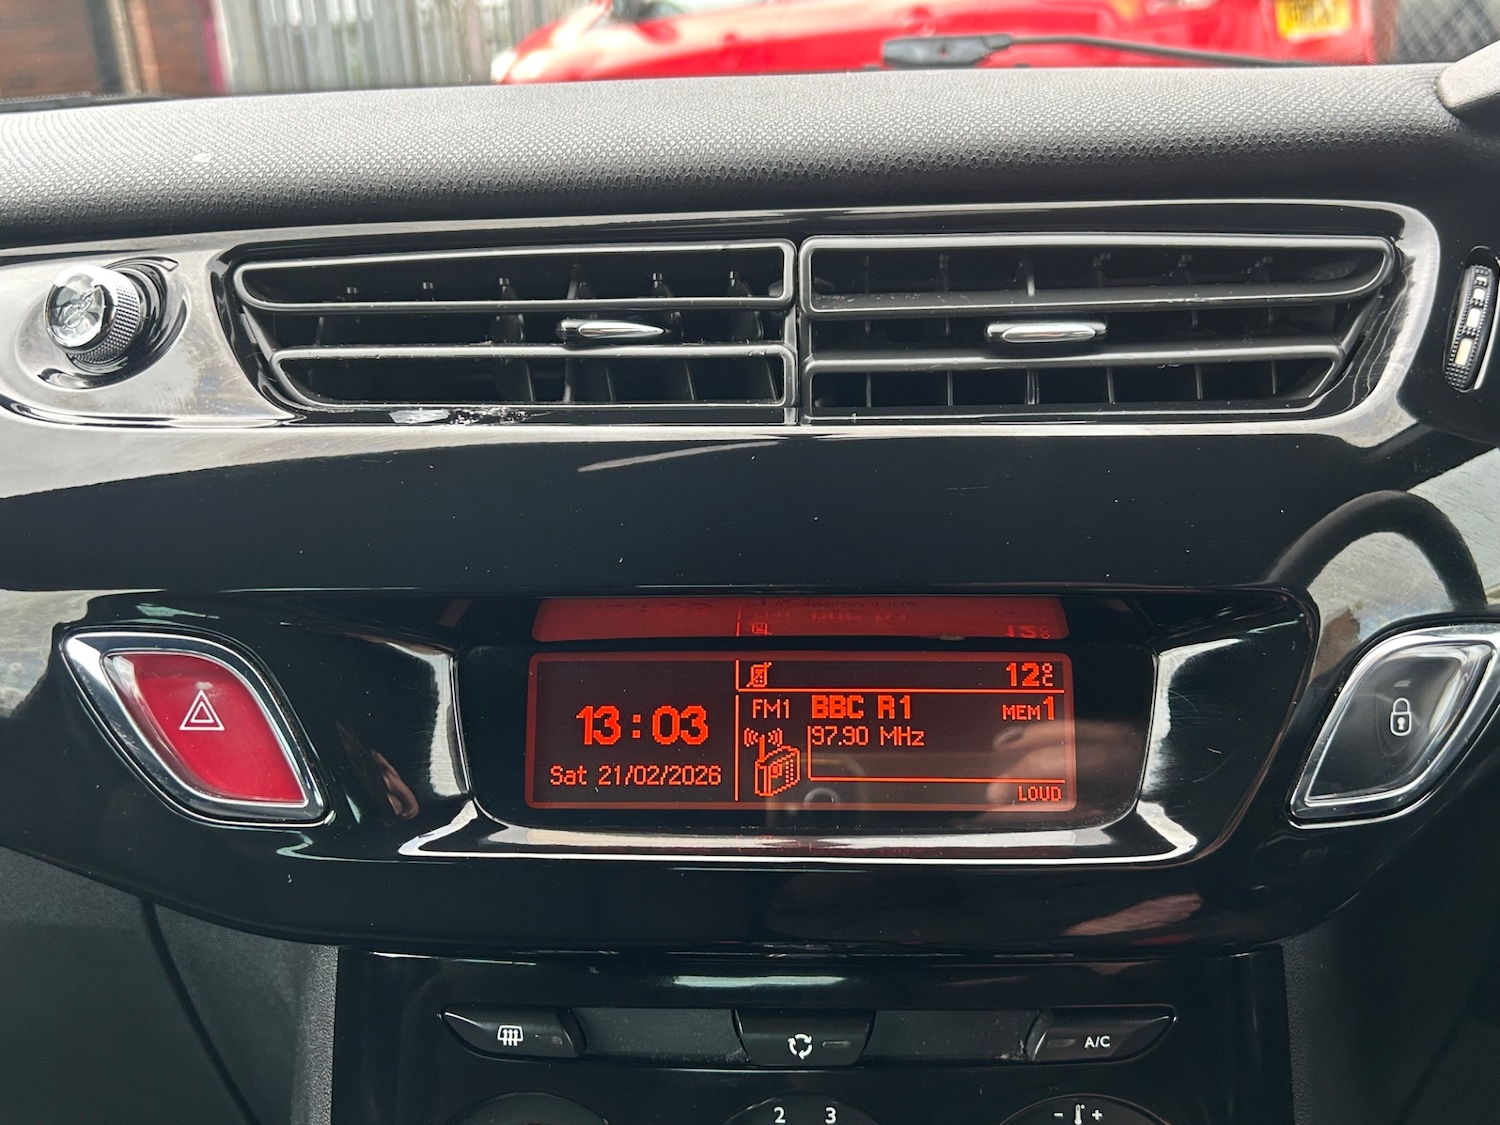 12°C
13:03
FM1 BBC R1 MEM1
97.90 MHz
Sat 21/02/2026
LOUD
A/C
2 3
- +